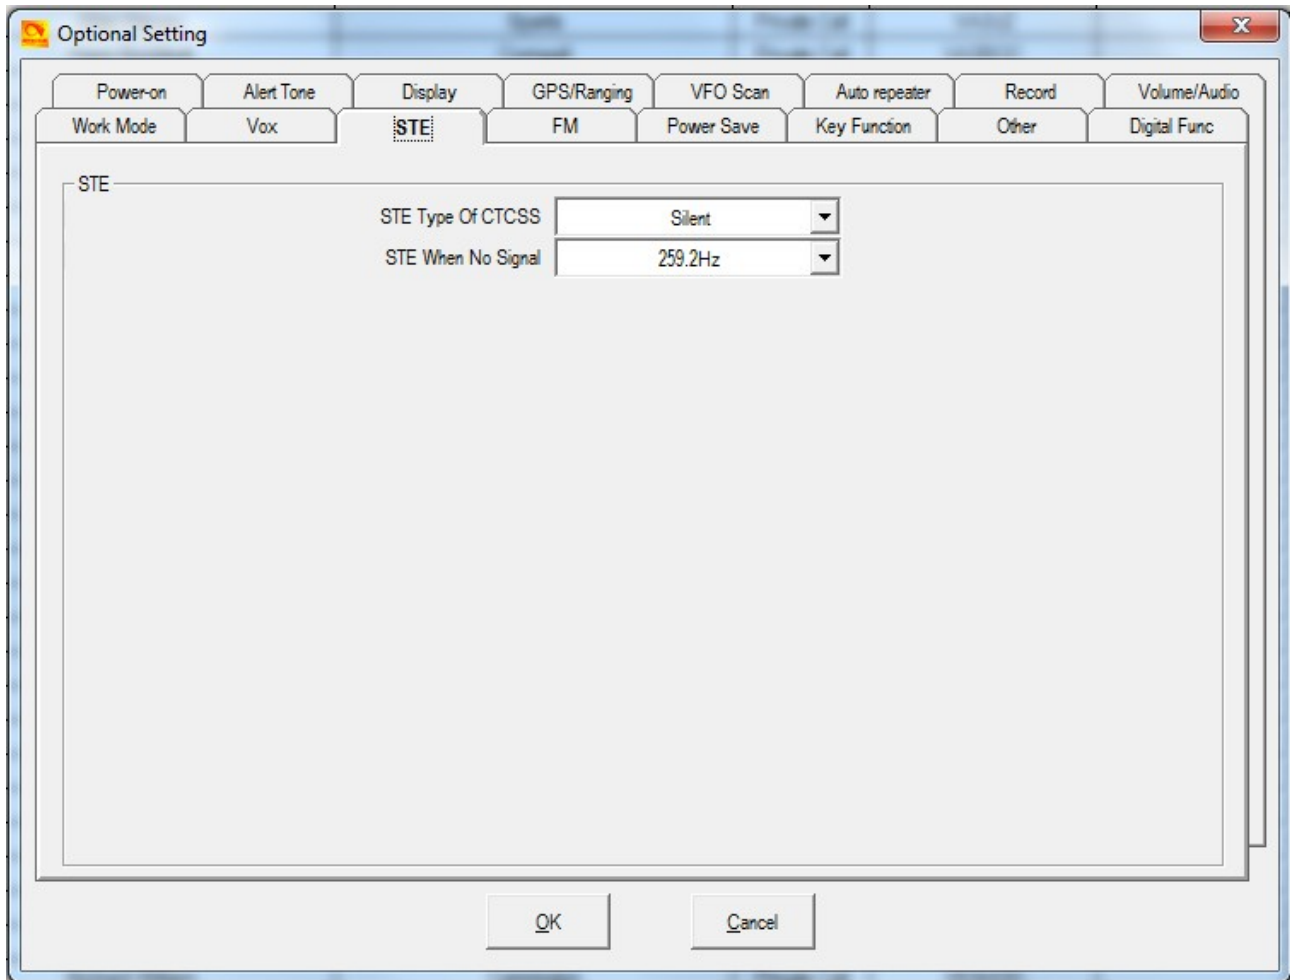 Optional Setting
Power-on Alert Tone Display GPS/Ranging VFO Scan Auto repeater Record Volume/Audio
Work Mode Vox STE FM Power Save Key Function Other Digital Func
STE
STE Type Of CTCSS Silent
STE When No Signal 259.2Hz
OK Cancel